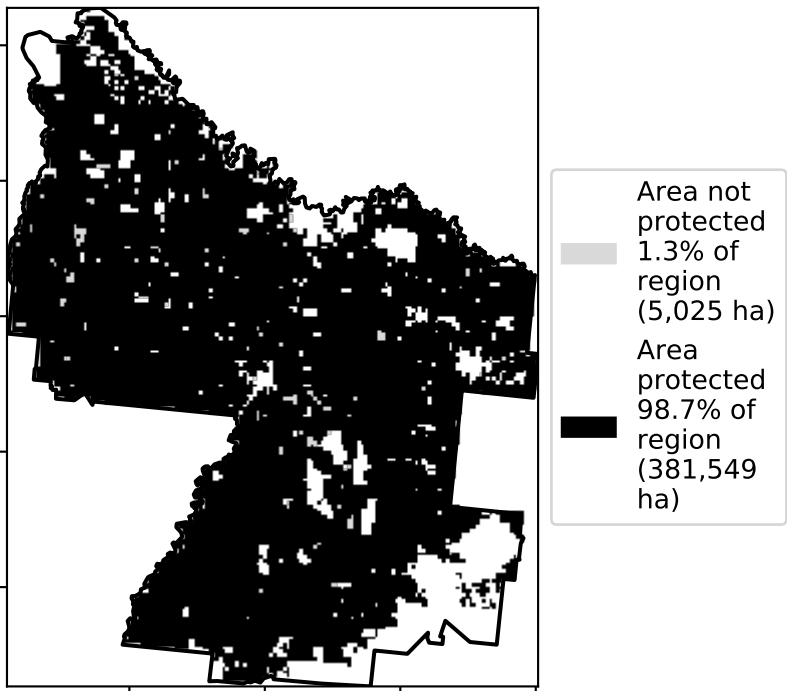 Area not
protected
1.3% of
region
(5,025 ha)
Area
protected
98.7% of
region
(381,549
ha)